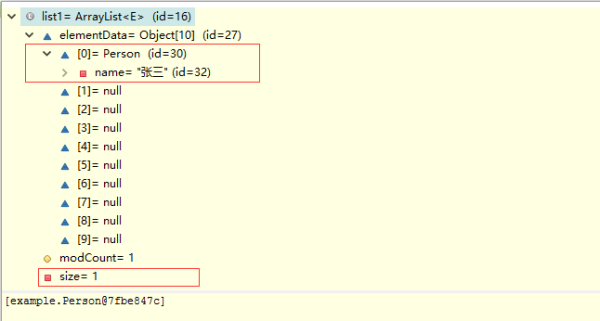 list1= ArrayList<E> (id=16)
elementData= Object[10] (id=27)
[0]= Person (id=30)
name= "张三" (id=32)
[1]= null
[2]= null
[3]= null
[4]= null
[5]= null
[6]= null
[7]= null
[8]= null
[9]= null
modCount= 1
size= 1
[example.Person@7fbe847c]